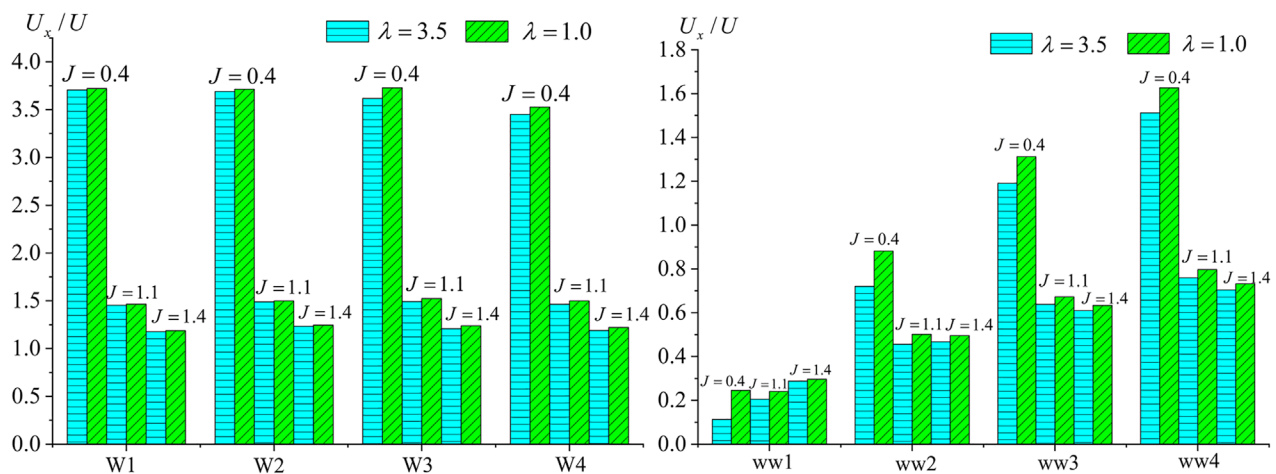 U_x / U
λ = 3.5
λ = 1.0
4.0
3.5
3.0
2.5
2.0
1.5
1.0
0.5
0.0
J = 0.4
J = 1.1
J = 1.4
J = 0.4
J = 1.1
J = 1.4
J = 0.4
J = 1.1
J = 1.4
J = 0.4
J = 1.1
J = 1.4
W1
W2
W3
W4
U_x / U
λ = 3.5
λ = 1.0
1.8
1.6
1.4
1.2
1.0
0.8
0.6
0.4
0.2
0.0
J = 0.4
J = 1.1
J = 1.4
J = 0.4
J = 1.1
J = 1.4
J = 0.4
J = 1.1
J = 1.4
J = 0.4
J = 1.1
J = 1.4
ww1
ww2
ww3
ww4